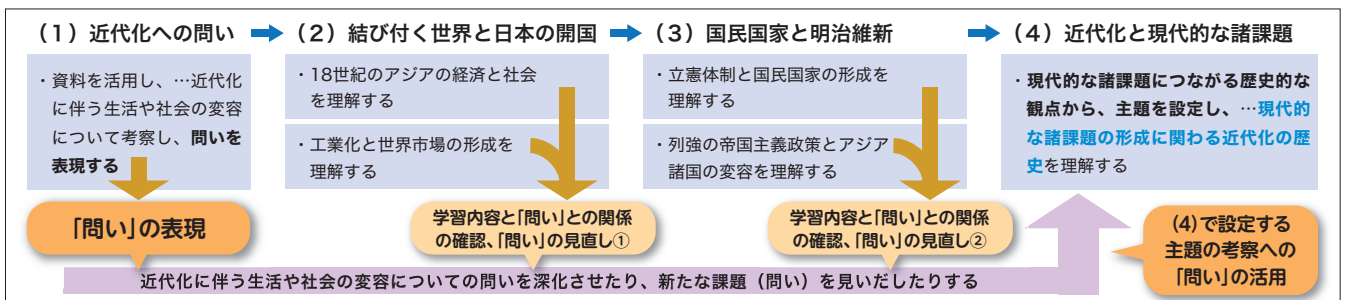 （1）近代化への問い
（2）結び付く世界と日本の開国
（3）国民国家と明治維新
（4）近代化と現代的な諸課題
・資料を活用し、…近代化
に伴う生活や社会の変容
について考察し、問いを
表現する
・18世紀のアジアの経済と社会
を理解する
・工業化と世界市場の形成を
理解する
・立憲体制と国民国家の形成を
理解する
・列強の帝国主義政策とアジア
諸国の変容を理解する
・現代的な諸課題につながる歴史的な
観点から、主題を設定し、…現代的
な諸課題の形成に関わる近代化の歴
史を理解する
「問い」の表現
学習内容と「問い」との関係
の確認、「問い」の見直し①
学習内容と「問い」との関係
の確認、「問い」の見直し②
(4)で設定する
主題の考察への
「問い」の活用
近代化に伴う生活や社会の変容についての問いを深化させたり、新たな課題（問い）を見いだしたりする